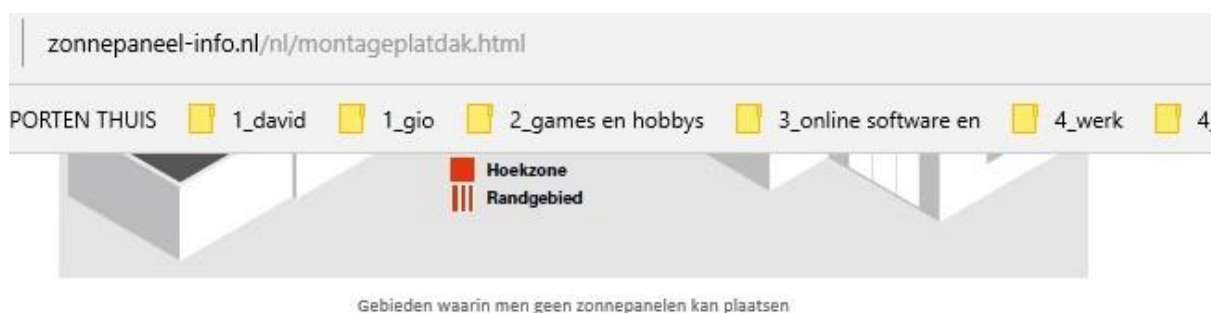 zonnepaneel-info.nl/nl/montageplatdak.html
PORTEN THUIS 1_david 1_gio 2_games en hobbys 3_online software en 4_werk 4_
Hoekzone
Randgebied
Gebieden waarin men geen zonnepanelen kan plaatsen